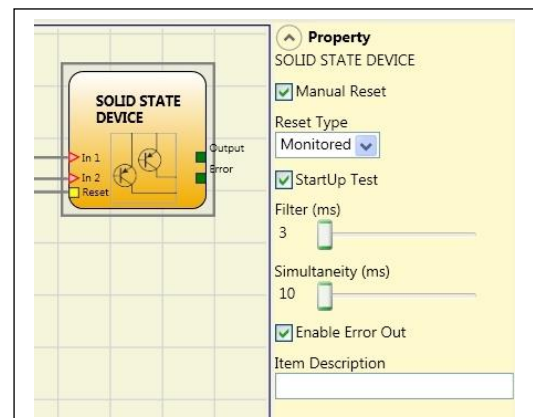 SOLID STATE
DEVICE
In 1
In 2
Reset
Output
Error
Property
SOLID STATE DEVICE
Manual Reset
Reset Type
Monitored
StartUp Test
Filter (ms)
3
Simultaneity (ms)
10
Enable Error Out
Item Description